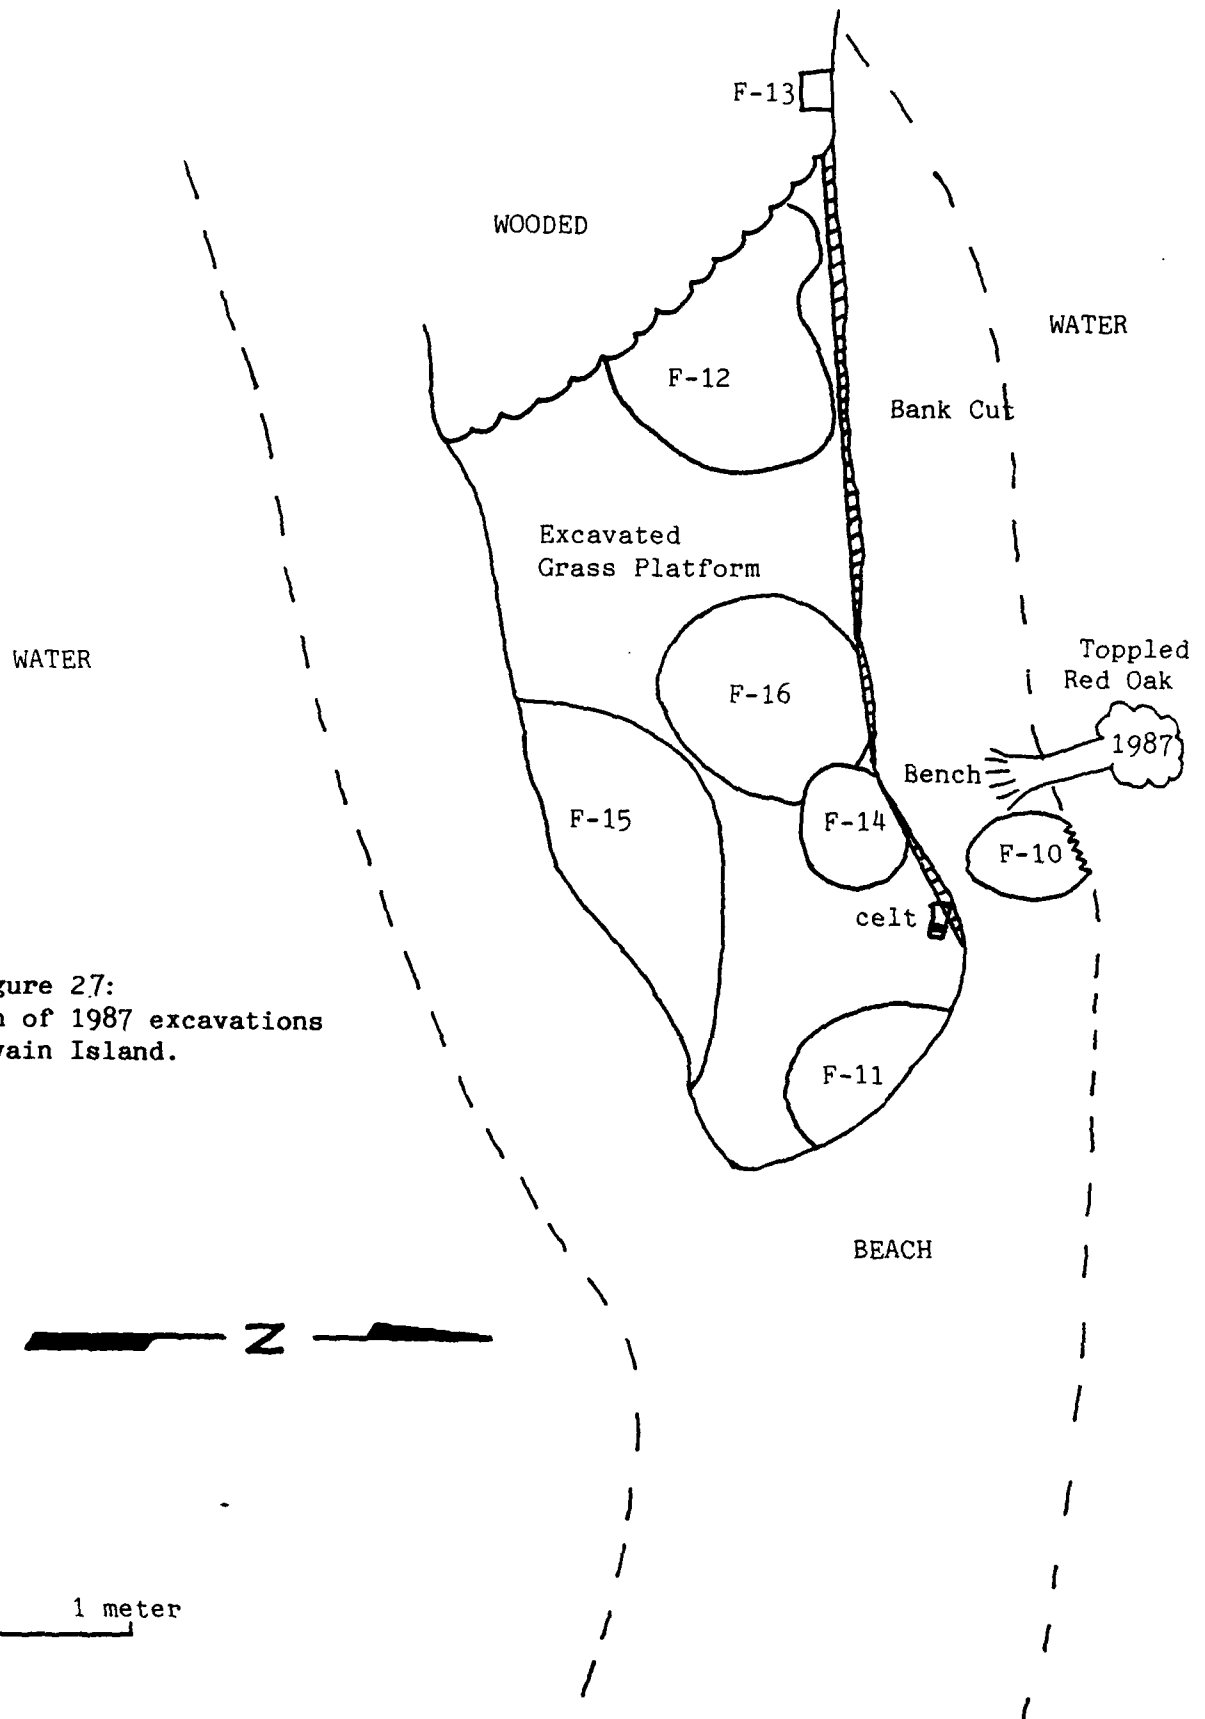 F-13
WOODED
WATER
F-12
Bank Cut
Excavated
Grass Platform
WATER
Toppled
Red Oak
F-16
1987
Bench
F-15
F-14
F-10
celt
gure 27:
n of 1987 excavations
vain Island.
F-11
BEACH
N
1 meter